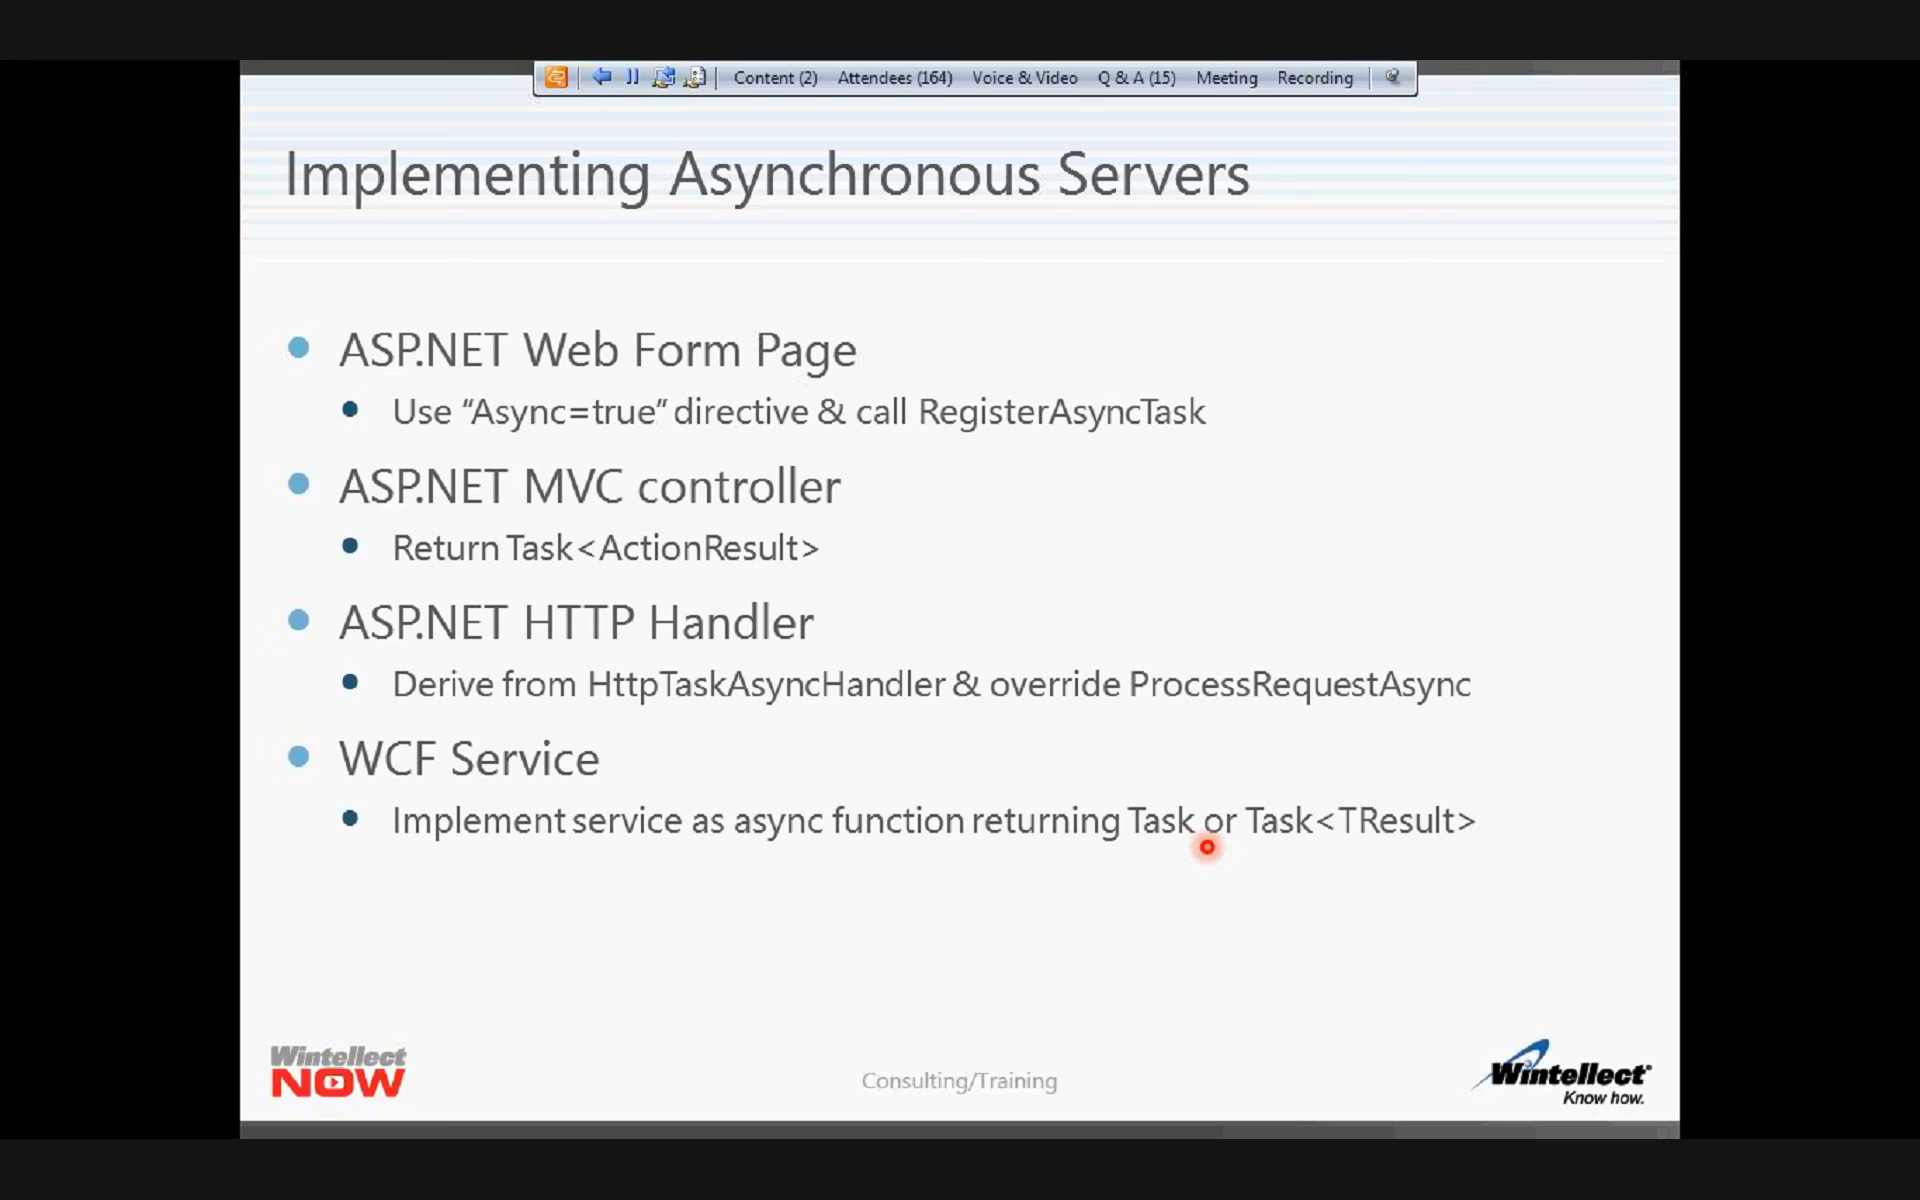 Content (2) Attendees (164) Voice & Video Q & A (15) Meeting Recording
Implementing Asynchronous Servers
ASP.NET Web Form Page
Use “Async=true” directive & call RegisterAsyncTask
ASP.NET MVC controller
Return Task<ActionResult>
ASP.NET HTTP Handler
Derive from HttpTaskAsyncHandler & override ProcessRequestAsync
WCF Service
Implement service as async function returning Task or Task<TResult>
Wintellect
NOW
Consulting/Training
Wintellect
Know how.